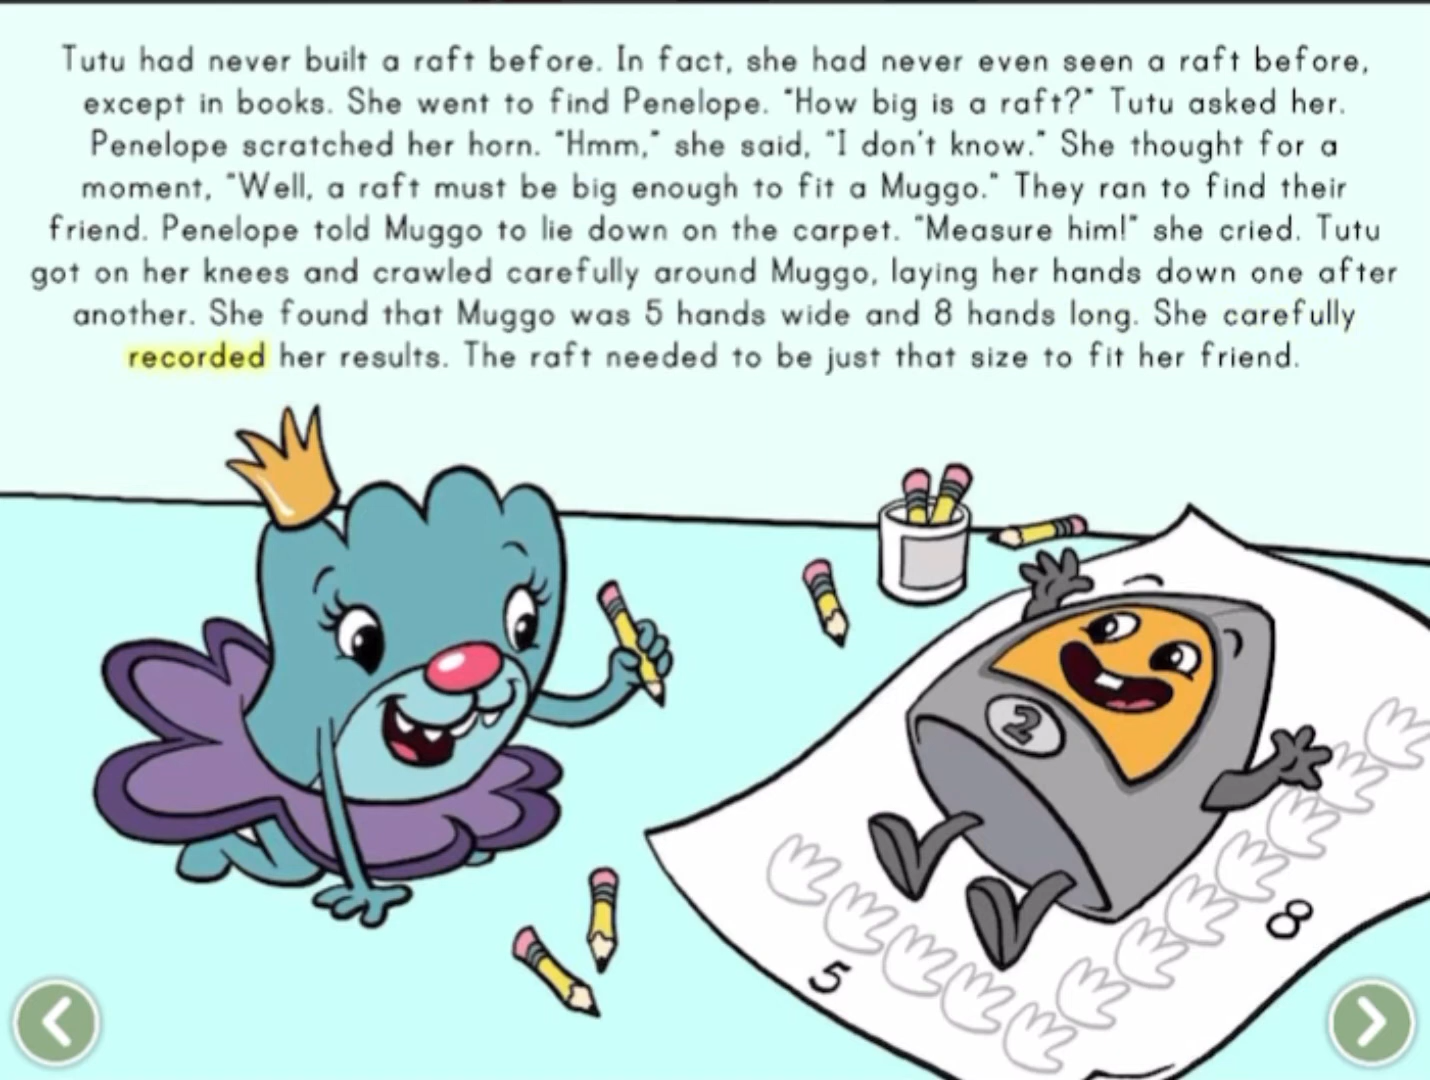 Tutu had never built a raft before. In fact, she had never even seen a raft before,
except in books. She went to find Penelope. "How big is a raft?" Tutu asked her.
Penelope scratched her horn. "Hmm," she said, "I don't know." She thought for a
moment, "Well, a raft must be big enough to fit a Muggo." They ran to find their
friend. Penelope told Muggo to lie down on the carpet. "Measure him!" she cried. Tutu
got on her knees and crawled carefully around Muggo, laying her hands down one after
another. She found that Muggo was 5 hands wide and 8 hands long. She carefully
recorded her results. The raft needed to be just that size to fit her friend.
2
8
5